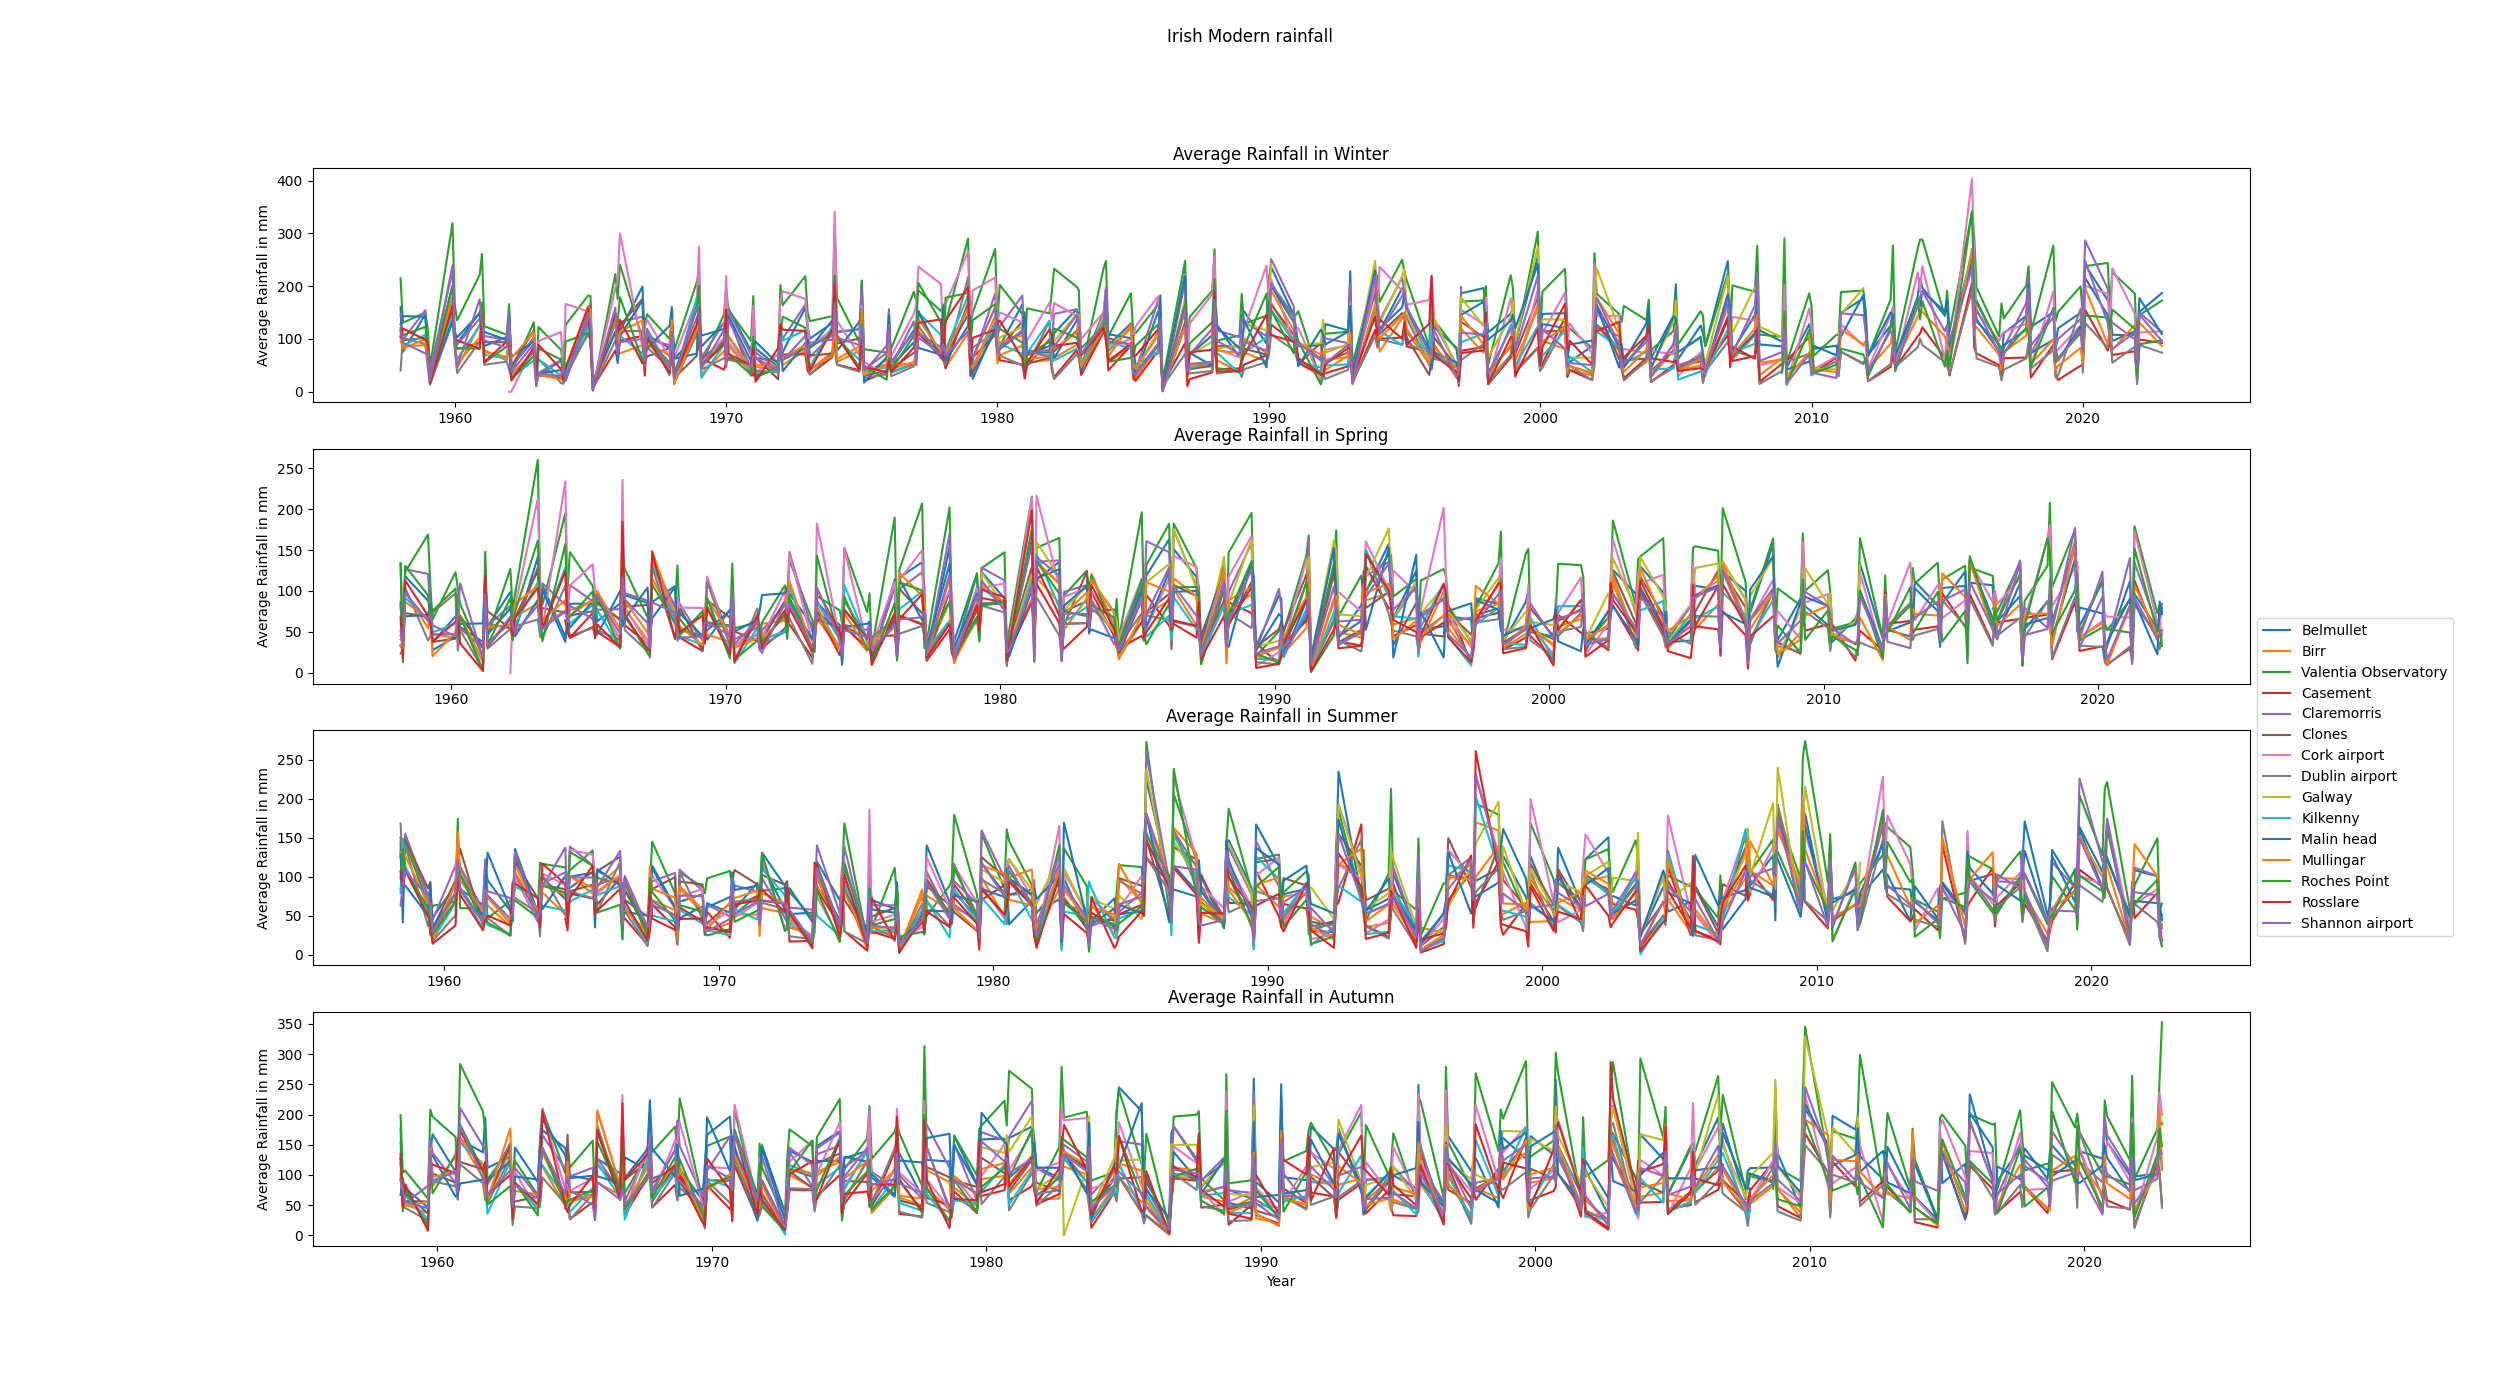 Irish Modern rainfall
Average Rainfall in Winter
Average Rainfall in mm
400
300
200
100
0
1960 1970 1980 1990 2000 2010 2020
Average Rainfall in Spring
Average Rainfall in mm
250
200
150
100
50
0
1960 1970 1980 1990 2000 2010 2020
Average Rainfall in Summer
Average Rainfall in mm
250
200
150
100
50
0
1960 1970 1980 1990 2000 2010 2020
Average Rainfall in Autumn
Average Rainfall in mm
350
300
250
200
150
100
50
0
1960 1970 1980 1990 2000 2010 2020
Year
Belmullet
Birr
Valentia Observatory
Casement
Claremorris
Clones
Cork airport
Dublin airport
Galway
Kilkenny
Malin head
Mullingar
Roches Point
Rosslare
Shannon airport